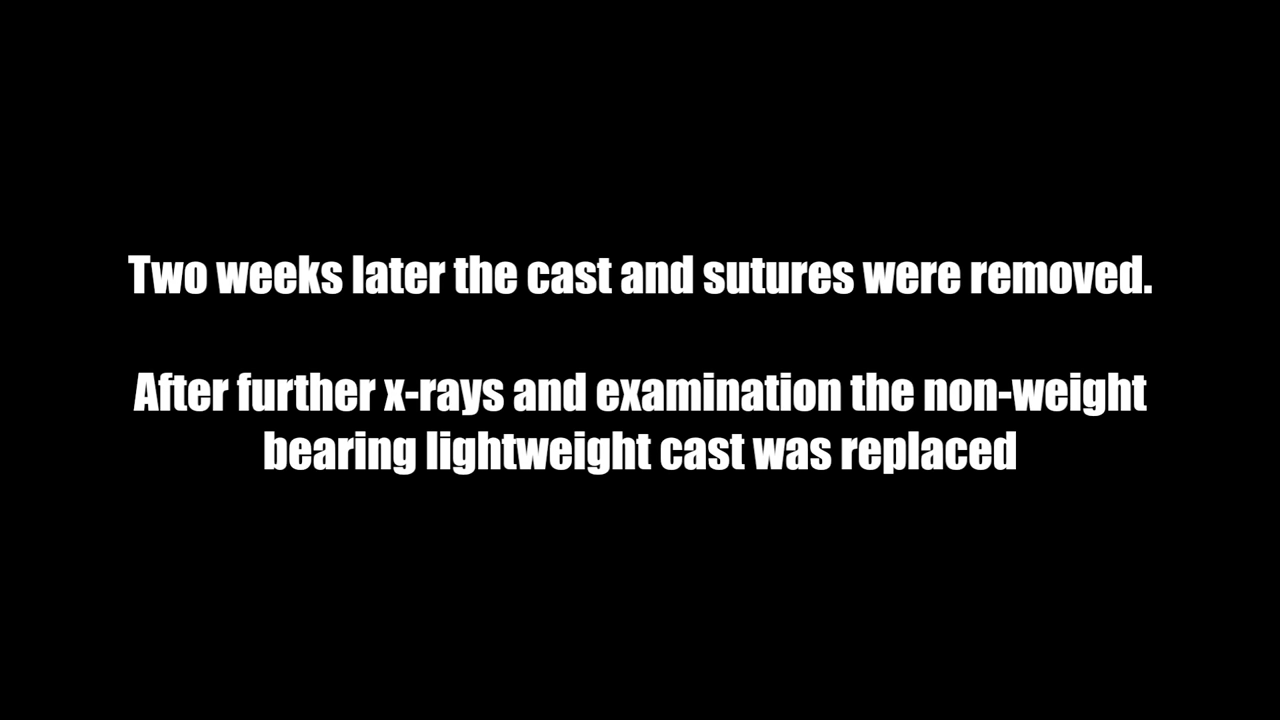 Two weeks later the cast and sutures were removed.
After further x-rays and examination the non-weight
bearing lightweight cast was replaced